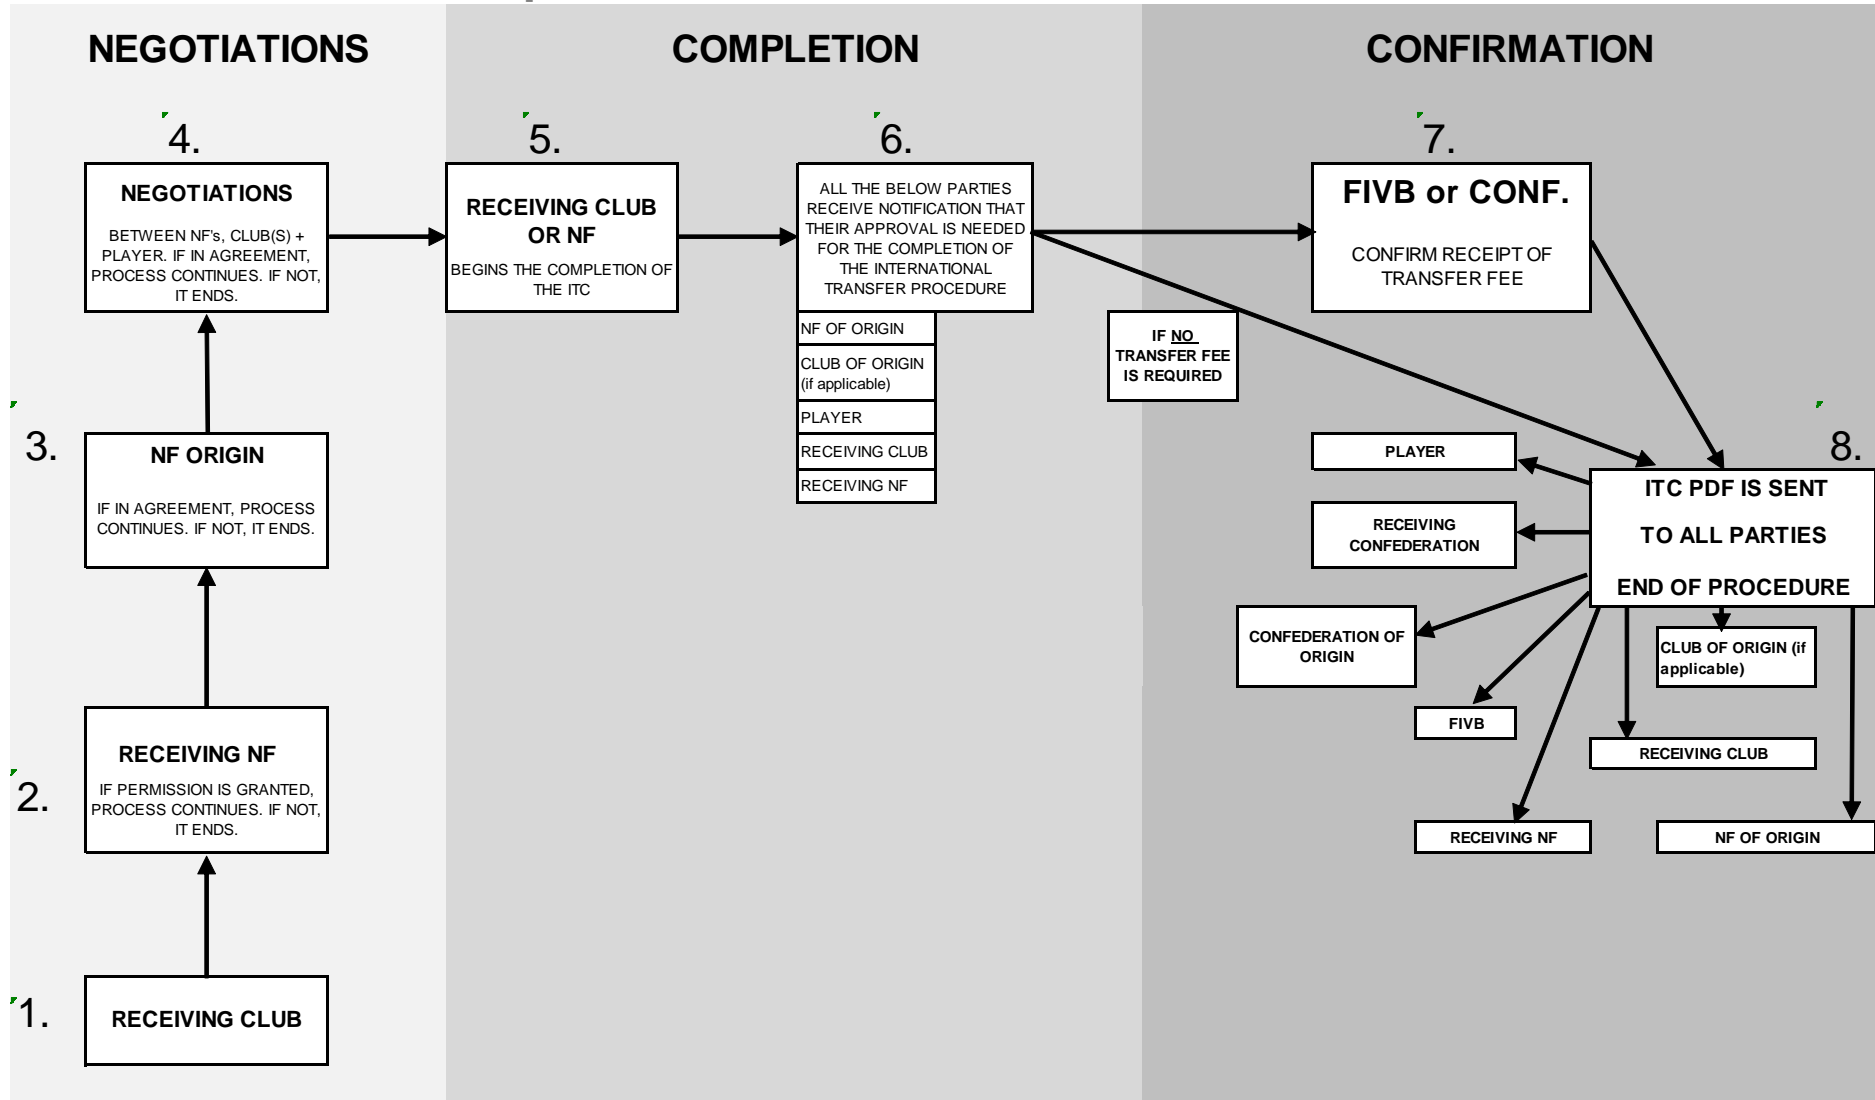 NEGOTIATIONS
COMPLETION
CONFIRMATION
4.
NEGOTIATIONS
BETWEEN NF's, CLUB(S) +
PLAYER. IF IN AGREEMENT,
PROCESS CONTINUES. IF NOT,
IT ENDS.
5.
RECEIVING CLUB
OR NF
BEGINS THE COMPLETION OF
THE ITC
6.
ALL THE BELOW PARTIES
RECEIVE NOTIFICATION THAT
THEIR APPROVAL IS NEEDED
FOR THE COMPLETION OF
THE INTERNATIONAL
TRANSFER PROCEDURE
NF OF ORIGIN
CLUB OF ORIGIN
(if applicable)
PLAYER
RECEIVING CLUB
RECEIVING NF
7.
FIVB or CONF.
CONFIRM RECEIPT OF
TRANSFER FEE
IF NO
TRANSFER FEE
IS REQUIRED
3.
NF ORIGIN
IF IN AGREEMENT, PROCESS
CONTINUES. IF NOT, IT ENDS.
8.
ITC PDF IS SENT
TO ALL PARTIES
END OF PROCEDURE
PLAYER
RECEIVING
CONFEDERATION
CONFEDERATION OF
ORIGIN
FIVB
RECEIVING NF
RECEIVING CLUB
CLUB OF ORIGIN (if
applicable)
NF OF ORIGIN
2.
RECEIVING NF
IF PERMISSION IS GRANTED,
PROCESS CONTINUES. IF NOT,
IT ENDS.
1.
RECEIVING CLUB